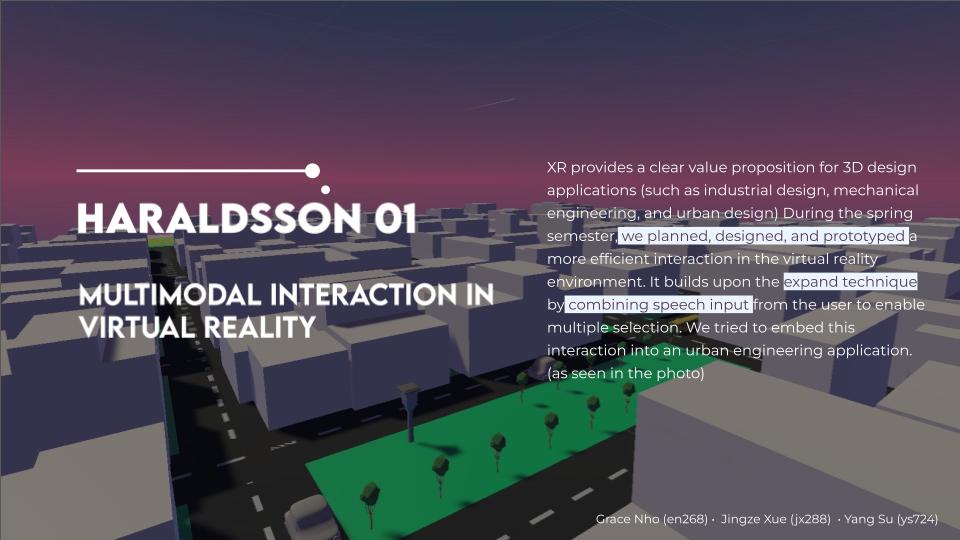 HARALDSSON 01
MULTIMODAL INTERACTION IN
VIRTUAL REALITY
XR provides a clear value proposition for 3D design
applications (such as industrial design, mechanical
engineering, and urban design) During the spring
semester, we planned, designed, and prototyped a
more efficient interaction in the virtual reality
environment. It builds upon the expand technique
by combining speech input from the user to enable
multiple selection. We tried to embed this
interaction into an urban engineering application.
(as seen in the photo)
Grace Nho (en268) • Jingze Xue (jx288) • Yang Su (ys724)